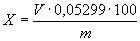 X = V·0,05299·100 / m